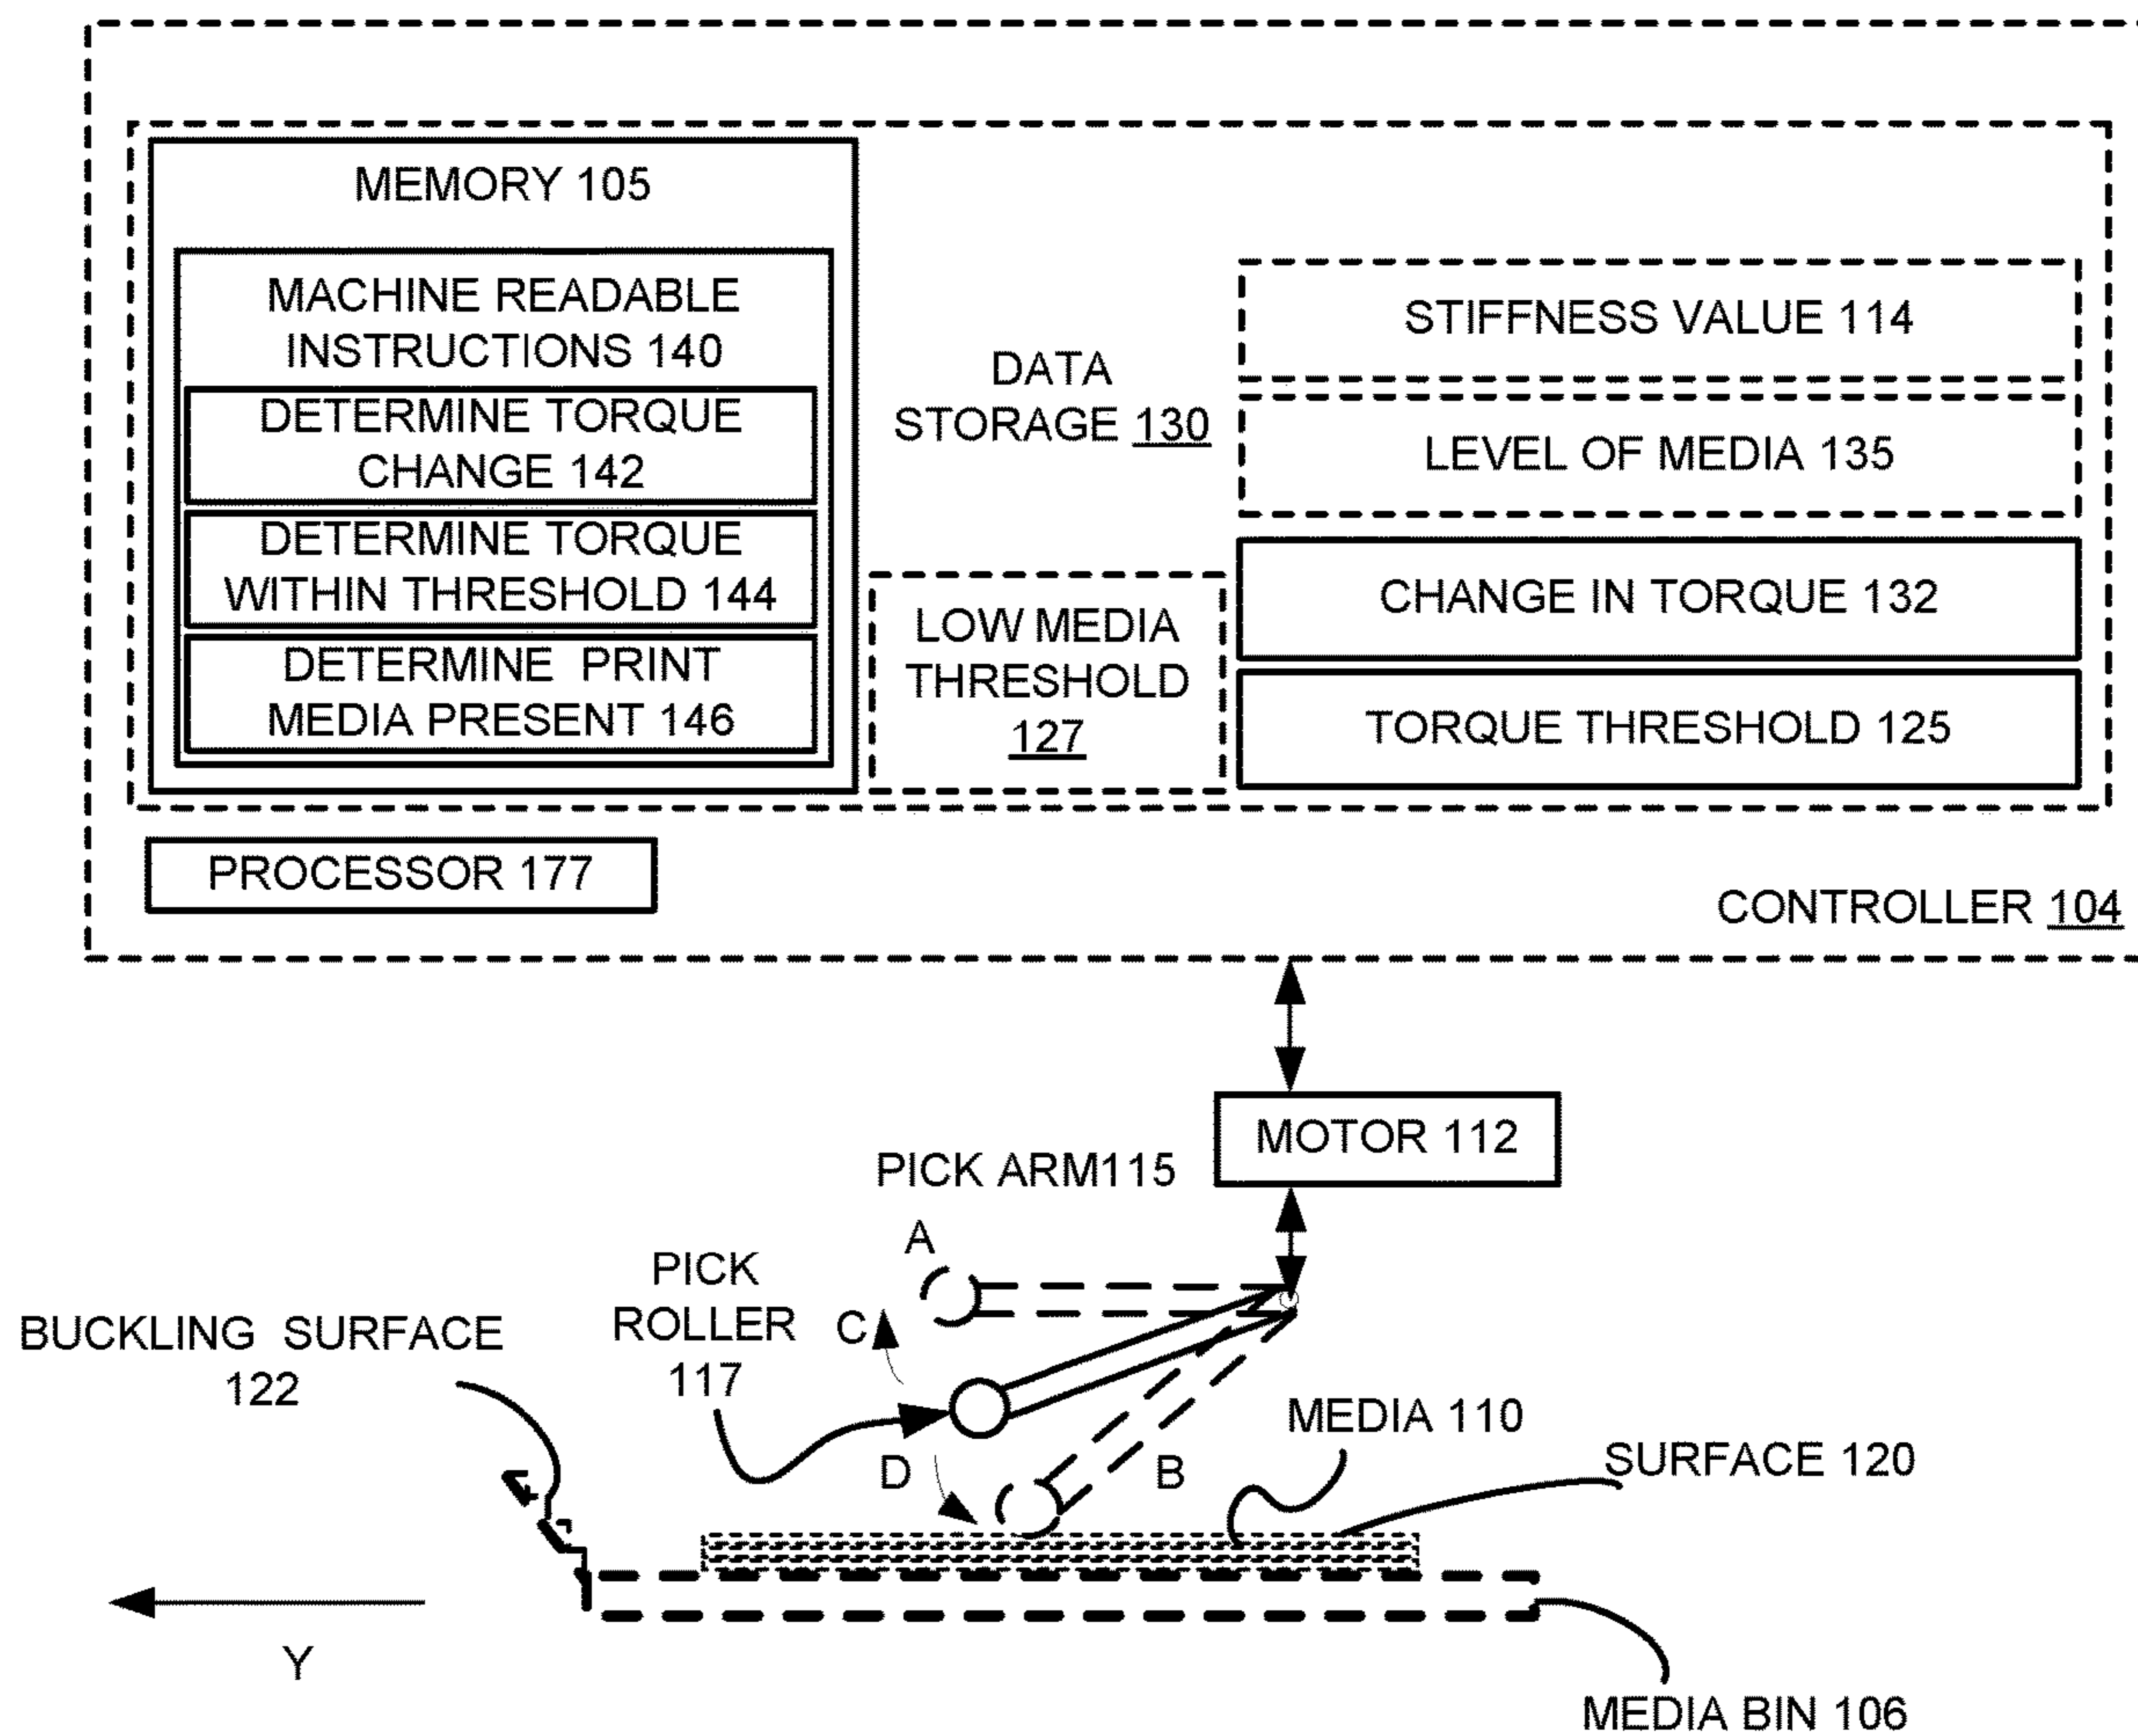 MEMORY 105
MACHINE READABLE
INSTRUCTIONS 140
DETERMINE TORQUE
CHANGE 142
DETERMINE TORQUE
WITHIN THRESHOLD 144
DETERMINE PRINT
MEDIA PRESENT 146
DATA
STORAGE 130
LOW MEDIA
THRESHOLD
127
STIFFNESS VALUE 114
LEVEL OF MEDIA 135
CHANGE IN TORQUE 132
TORQUE THRESHOLD 125
PROCESSOR 177
CONTROLLER 104
MOTOR 112
PICK ARM115
A
PICK
ROLLER
117
C
BUCKLING SURFACE
122
D
B
MEDIA 110
SURFACE 120
Y
MEDIA BIN 106